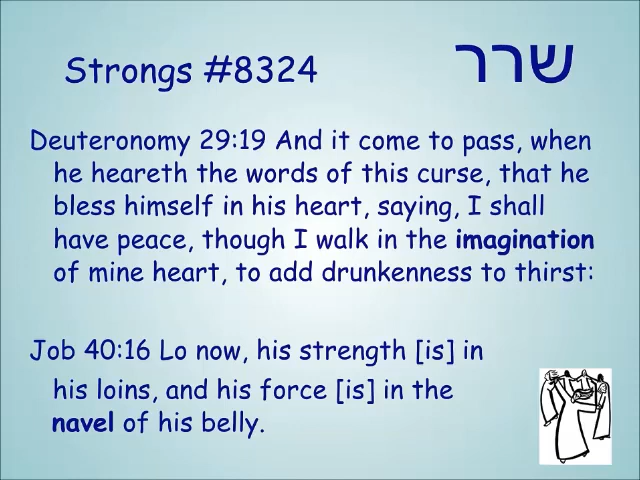 Strongs #8324 שרר
Deuteronomy 29:19 And it come to pass, when
he heareth the words of this curse, that he
bless himself in his heart, saying, I shall
have peace, though I walk in the imagination
of mine heart, to add drunkenness to thirst:
Job 40:16 Lo now, his strength [is] in
his loins, and his force [is] in the
navel of his belly.